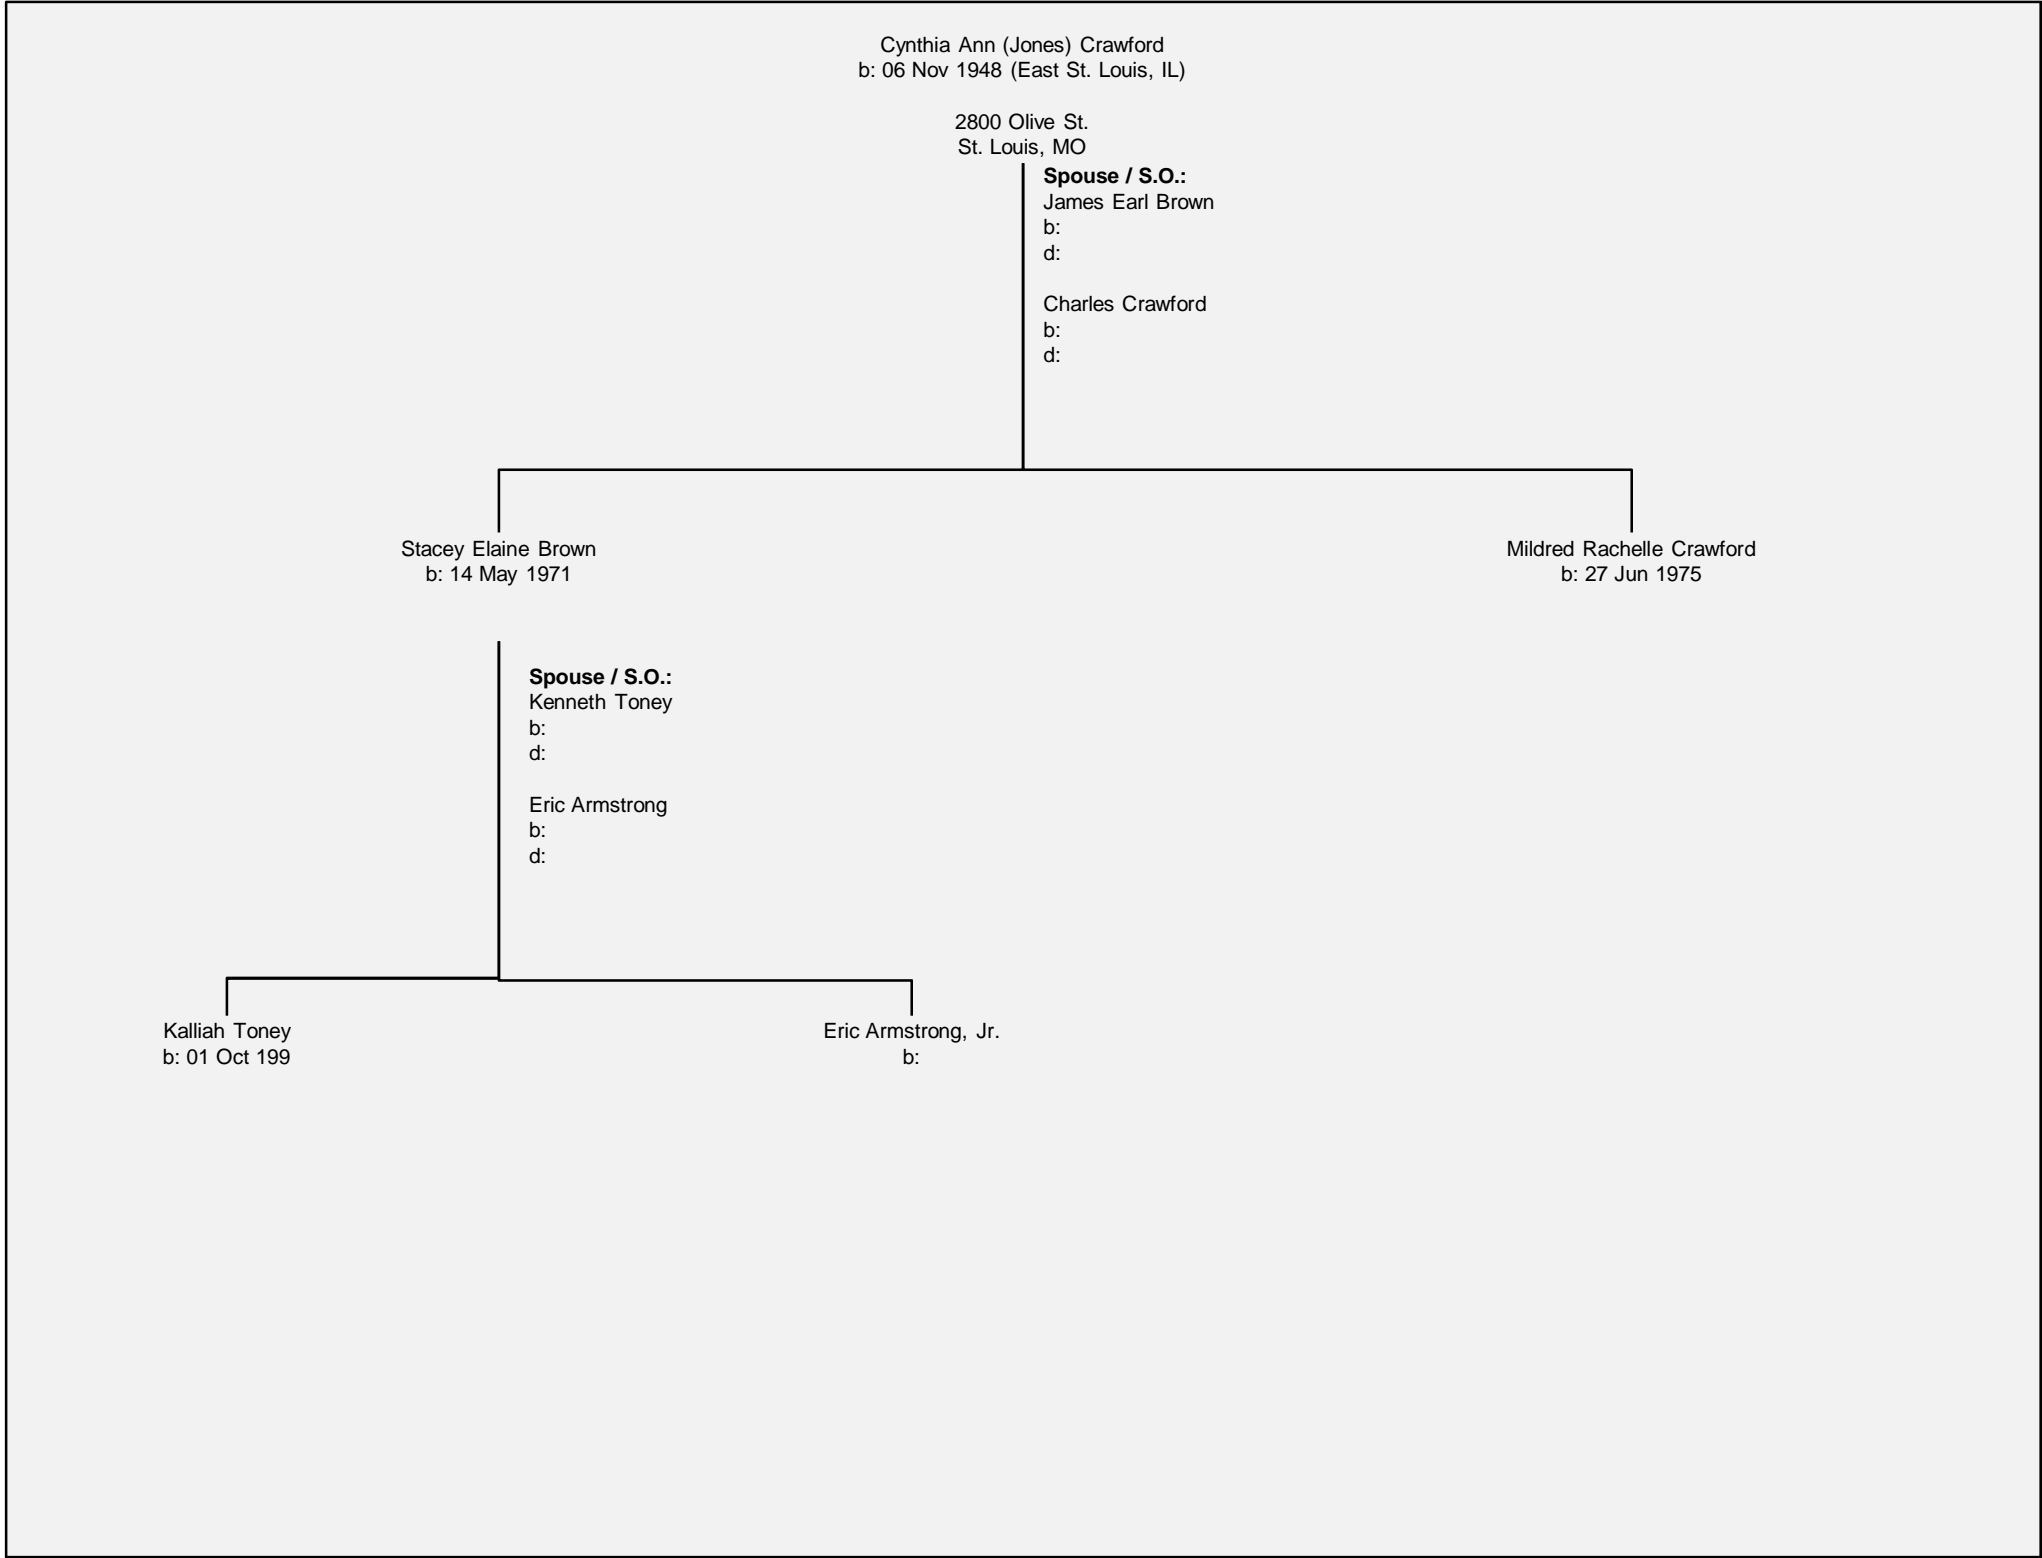 Cynthia Ann (Jones) Crawford
b: 06 Nov 1948 (East St. Louis, IL)
2800 Olive St.
St. Louis, MO
Spouse / S.O.:
James Earl Brown
b:
d:
Charles Crawford
b:
d:
Stacey Elaine Brown
b: 14 May 1971
Mildred Rachelle Crawford
b: 27 Jun 1975
Spouse / S.O.:
Kenneth Toney
b:
d:
Eric Armstrong
b:
d:
Kalliah Toney
b: 01 Oct 199
Eric Armstrong, Jr.
b: